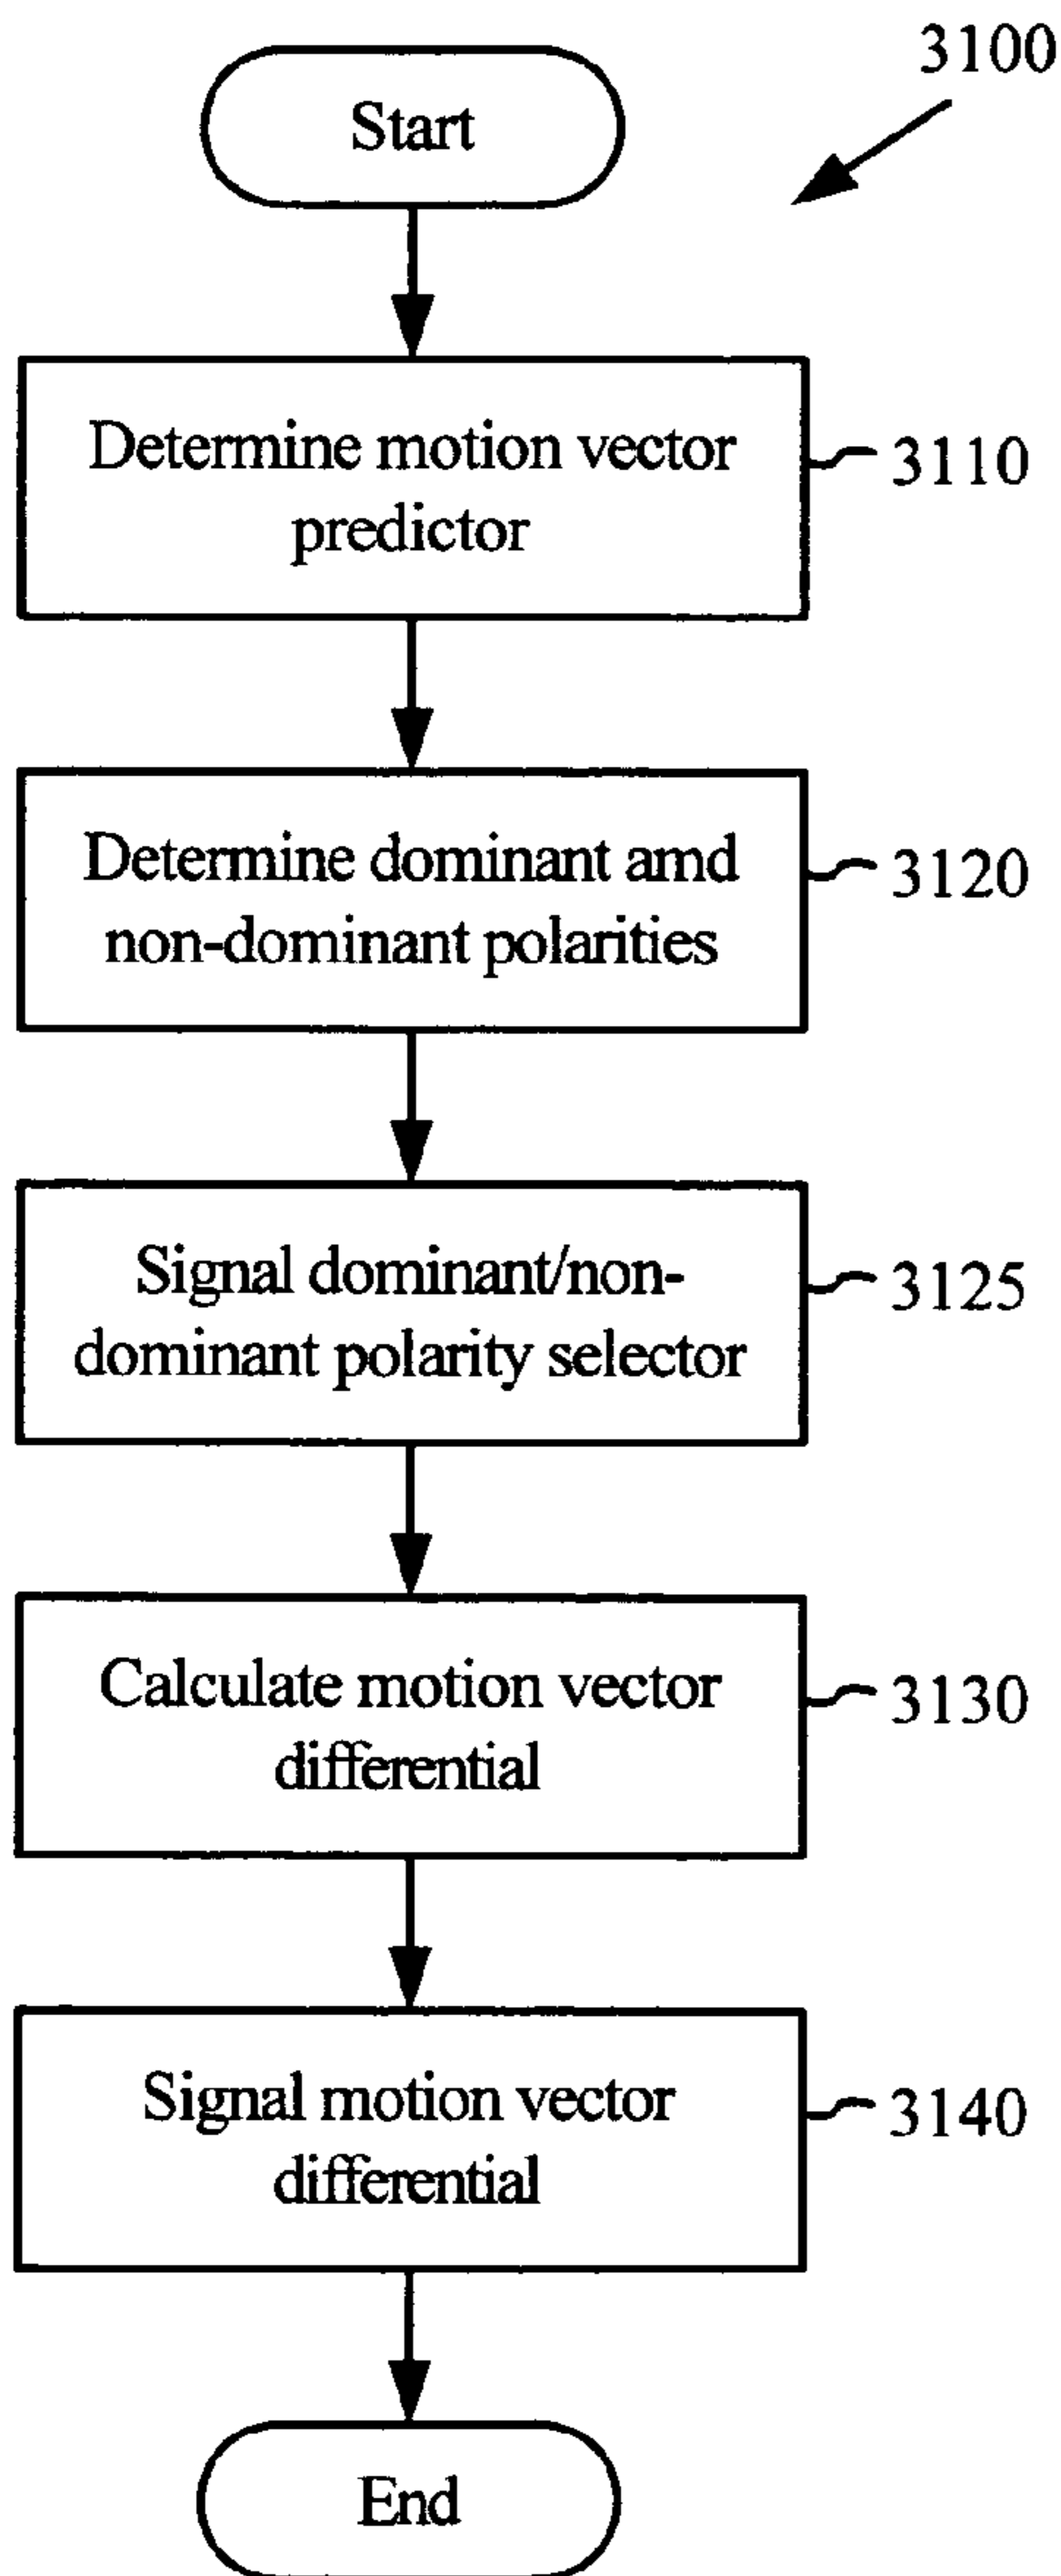 3100
Start
Determine motion vector
predictor
3110
Determine dominant amd
non-dominant polarities
3120
Signal dominant/non-
dominant polarity selector
3125
Calculate motion vector
differential
3130
Signal motion vector
differential
3140
End